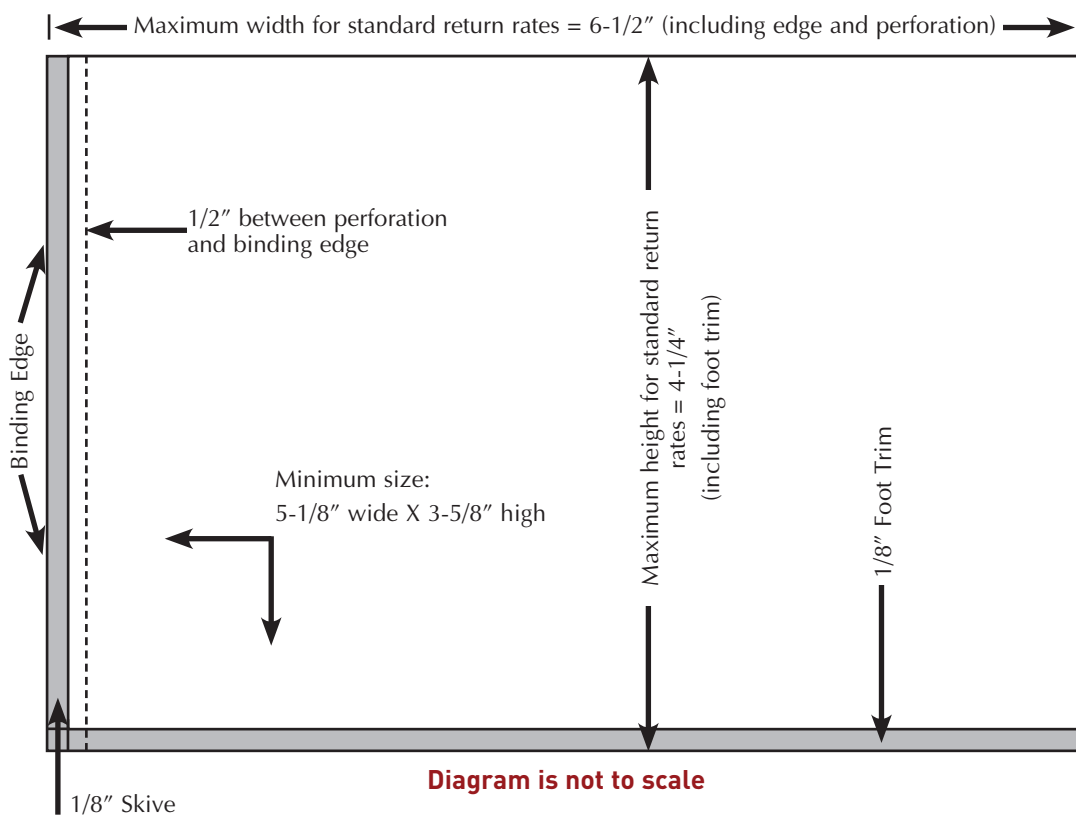 Maximum width for standard return rates = 6-1/2” (including edge and perforation)
1/2” between perforation
and binding edge
Binding Edge
Maximum height for standard return
rates = 4-1/4”
(including foot trim)
Minimum size:
5-1/8” wide X 3-5/8” high
1/8” Foot Trim
Diagram is not to scale
1/8” Skive